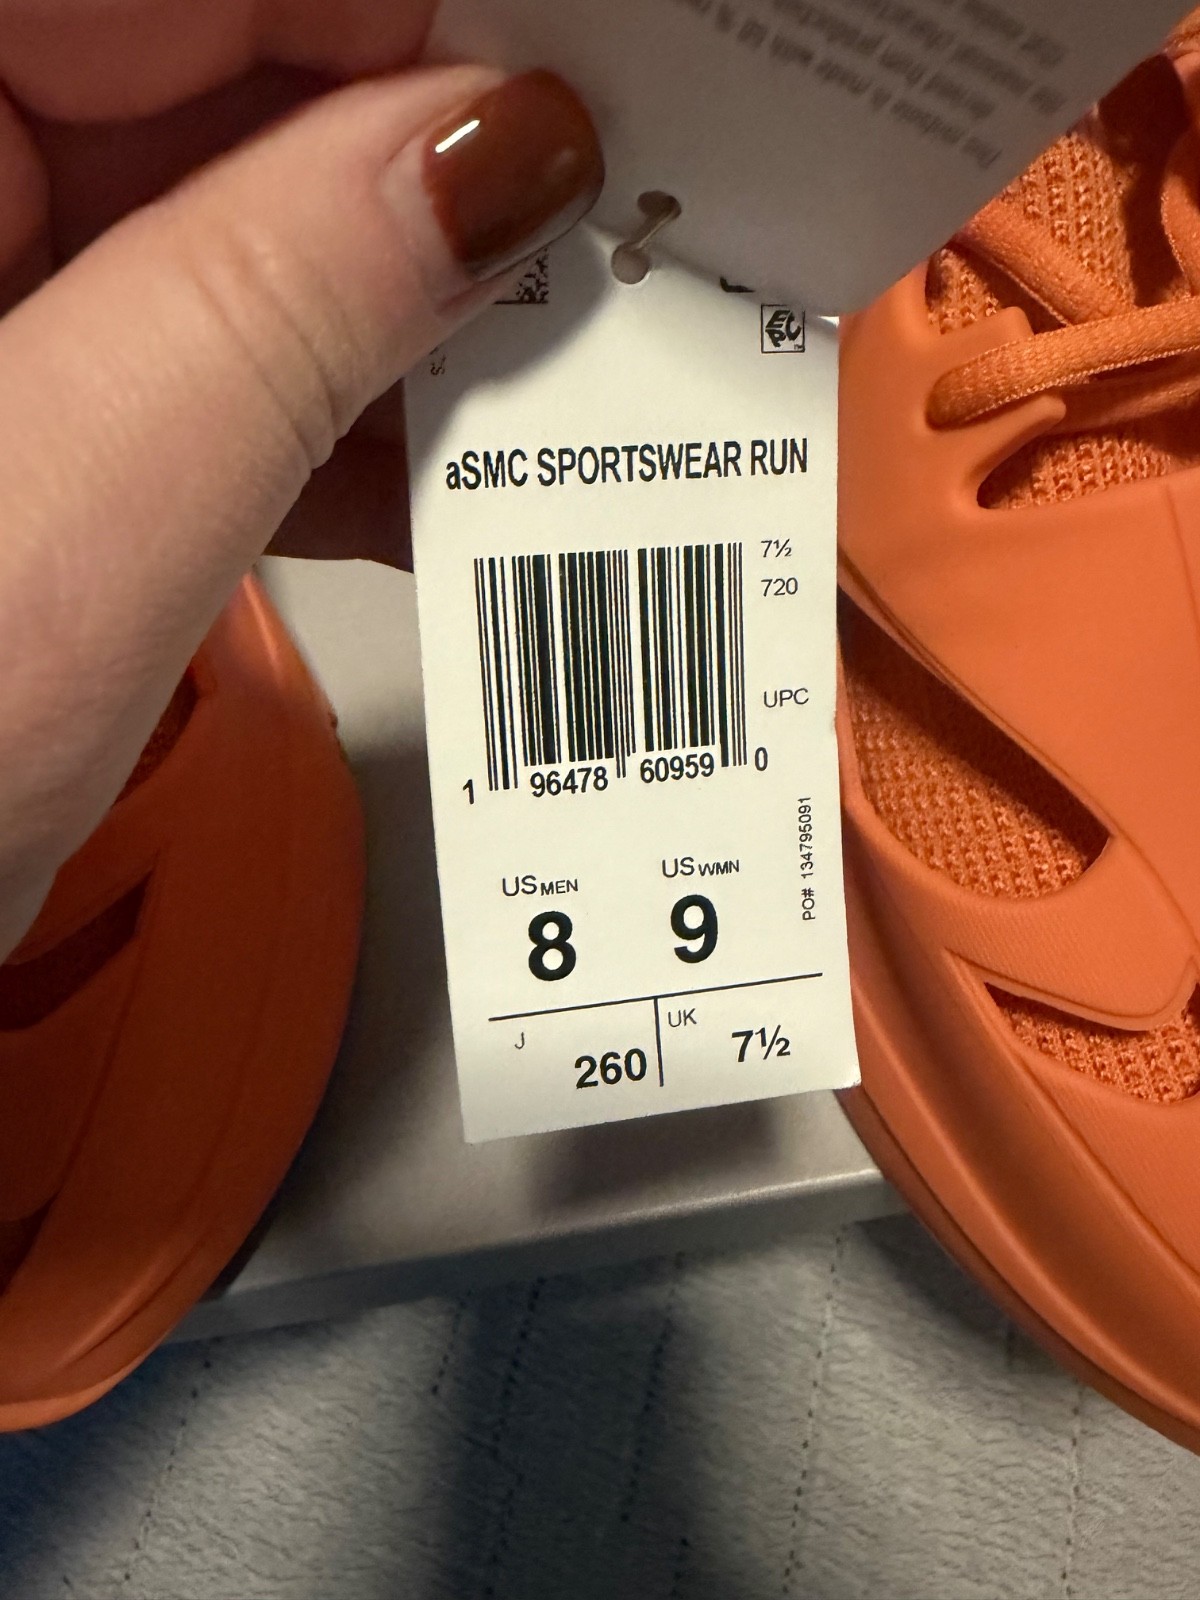 EPC
aSMC SPORTSWEAR RUN
7½
720
UPC
1 96478 60959 0
PO# 134795091
US MEN
8
US WMN
9
J
260
UK
7½